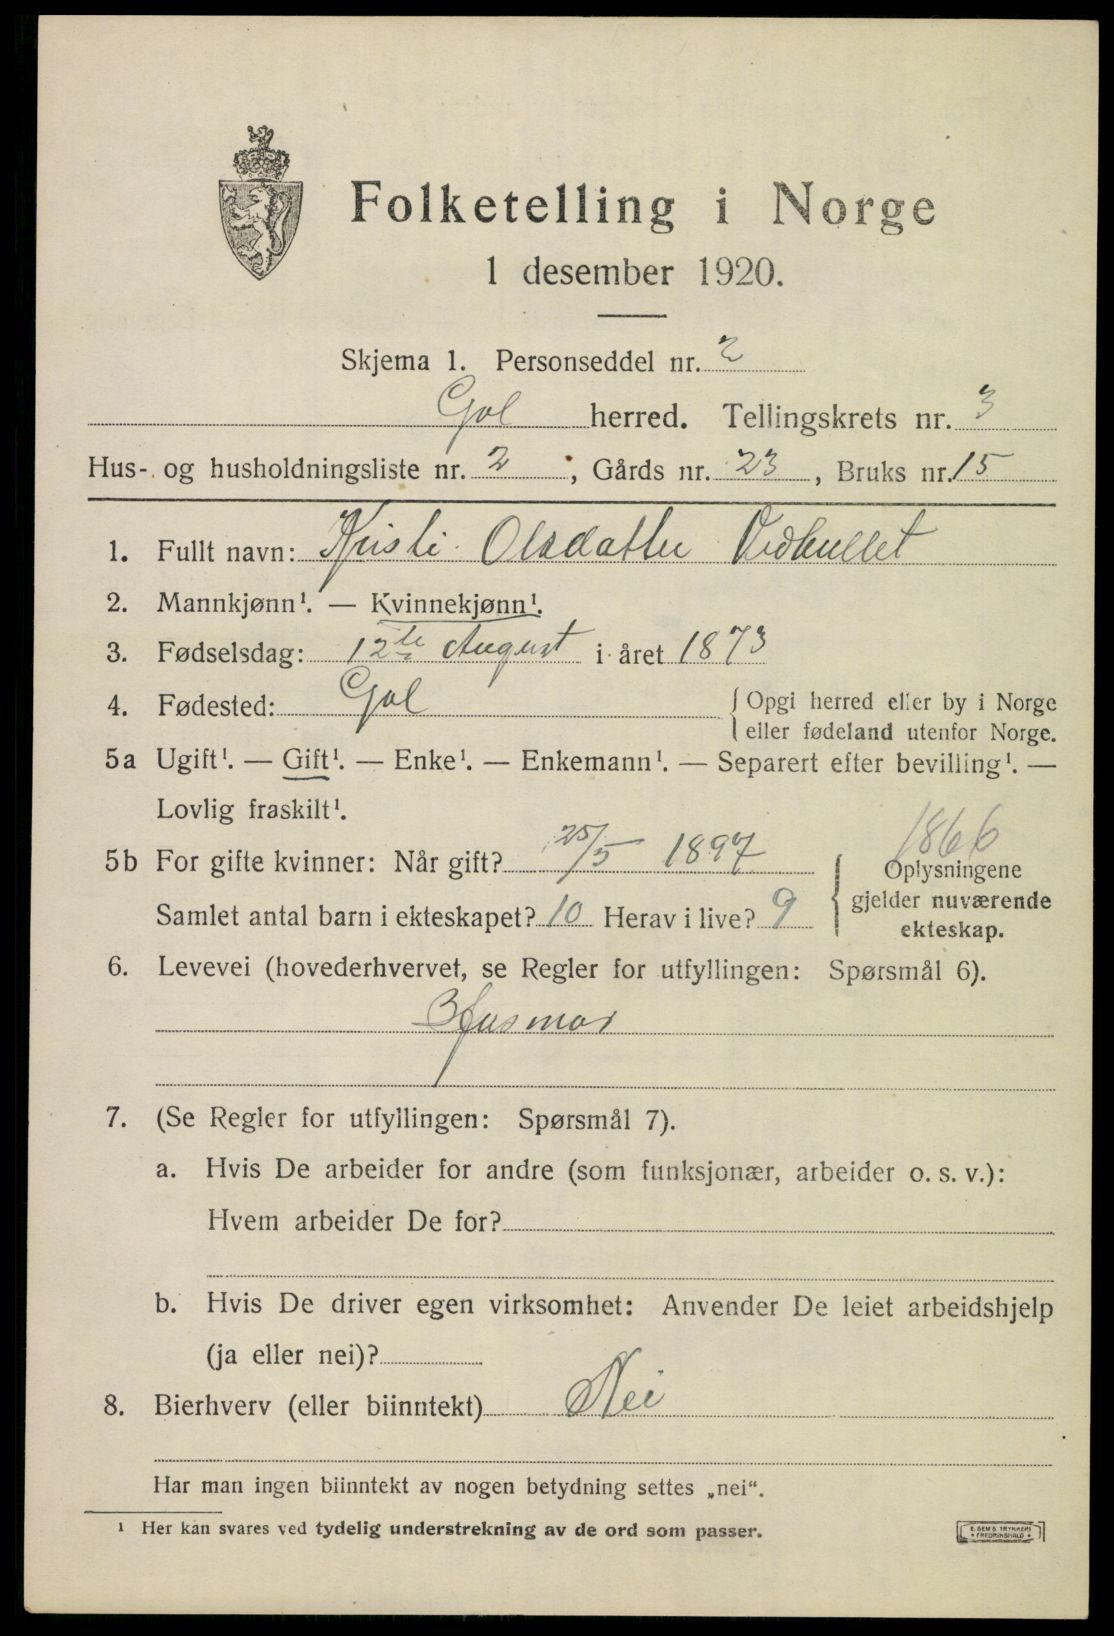 Folketelling i Norge
1 desember 1920.
Skjema 1. Personseddel nr. 2
Gol herred. Tellingskrets nr. 3
Hus- og husholdningsliste nr. 2, Gårds nr. 23, Bruks nr. 15
1. Fullt navn: Kristi Olsdatter
2. Mannkjønn¹. — Kvinnekjønn¹.
3. Fødselsdag: 12te August i året 1873
4. Fødested: Gol { Opgi herred eller by i Norge
eller fødeland utenfor Norge.
5a Ugift¹. — Gift¹. — Enke¹. — Enkemann¹. — Separert efter bevilling¹. —
Lovlig fraskilt¹.
1866
5b For gifte kvinner: Når gift? 25/5 1897 { Oplysningene
gjelder nuværende
ekteskap.
Samlet antal barn i ekteskapet? 10 Herav i live? 9
6. Levevei (hovederhvervet, se Regler for utfyllingen: Spørsmål 6).
Husmor
7. (Se Regler for utfyllingen: Spørsmål 7).
a. Hvis De arbeider for andre (som funksjonær, arbeider o. s. v.):
Hvem arbeider De for?
b. Hvis De driver egen virksomhet: Anvender De leiet arbeidshjelp
(ja eller nei)?
8. Bierhverv (eller biinntekt) Nei
Har man ingen biinntekt av nogen betydning settes „nei“.
¹ Her kan svares ved tydelig understrekning av de ord som passer.
E. SEMS TRYKKERI
• FREDRIKSHALD •